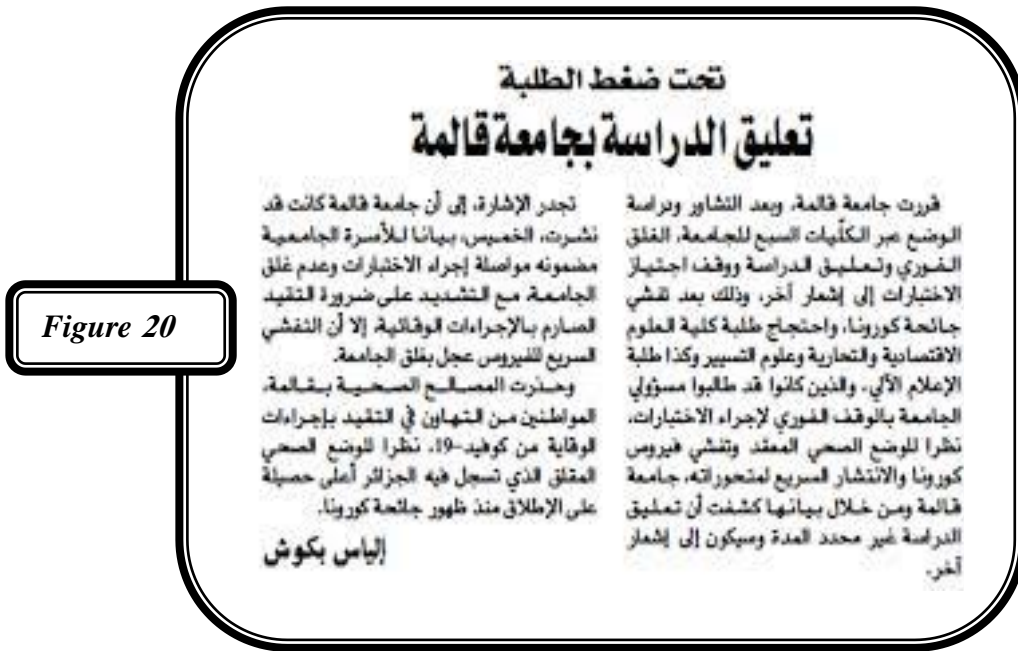 تحت ضغط الطلبة
تعليق الدراسة بجامعة قالمة
قررت جامعة قالمة، وبعد التشاور ودراسة
الوضع عبر الكلّيات السبع للجامعة، الغلق
الفوري وتعليق الدراسة ووقف اجتياز
الاختبارات إلى إشعار آخر، وذلك بعد تفشي
جائحة كورونا، واحتجاج طلبة كلية العلوم
الاقتصادية والتجارية وعلوم التسيير وكذا طلبة
الإعلام الآلي، والذين كانوا قد طالبوا مسؤولي
الجامعة بالوقف الفوري لإجراء الاختبارات،
نظرا للوضع الصحي المعقد وتفشي فيروس
كورونا والانتشار السريع لمتحوراته، جامعة
قالمة ومن خلال بيانها كشفت أن تعليق
الدراسة غير محدد المدة وسيكون إلى إشعار
آخر.
تجدر الإشارة، إلى أن جامعة قالمة كانت قد
نشرت، الخميس، بيانا للأسرة الجامعية
مضمونه مواصلة إجراء الاختبارات وعدم غلق
الجامعة، مع التشديد على ضرورة التقيد
الصارم بالإجراءات الوقائية، إلا أن التفشي
السريع للفيروس عجل بغلق الجامعة.
وحذرت المصالح الصحية بقالمة،
المواطنين من التهاون في التقيد بإجراءات
الوقاية من كوفيد-19، نظرا للوضع الصحي
المقلق الذي تسجل فيه الجزائر أعلى حصيلة
على الإطلاق منذ ظهور جائحة كورونا.
إلياس بكوش
Figure 20